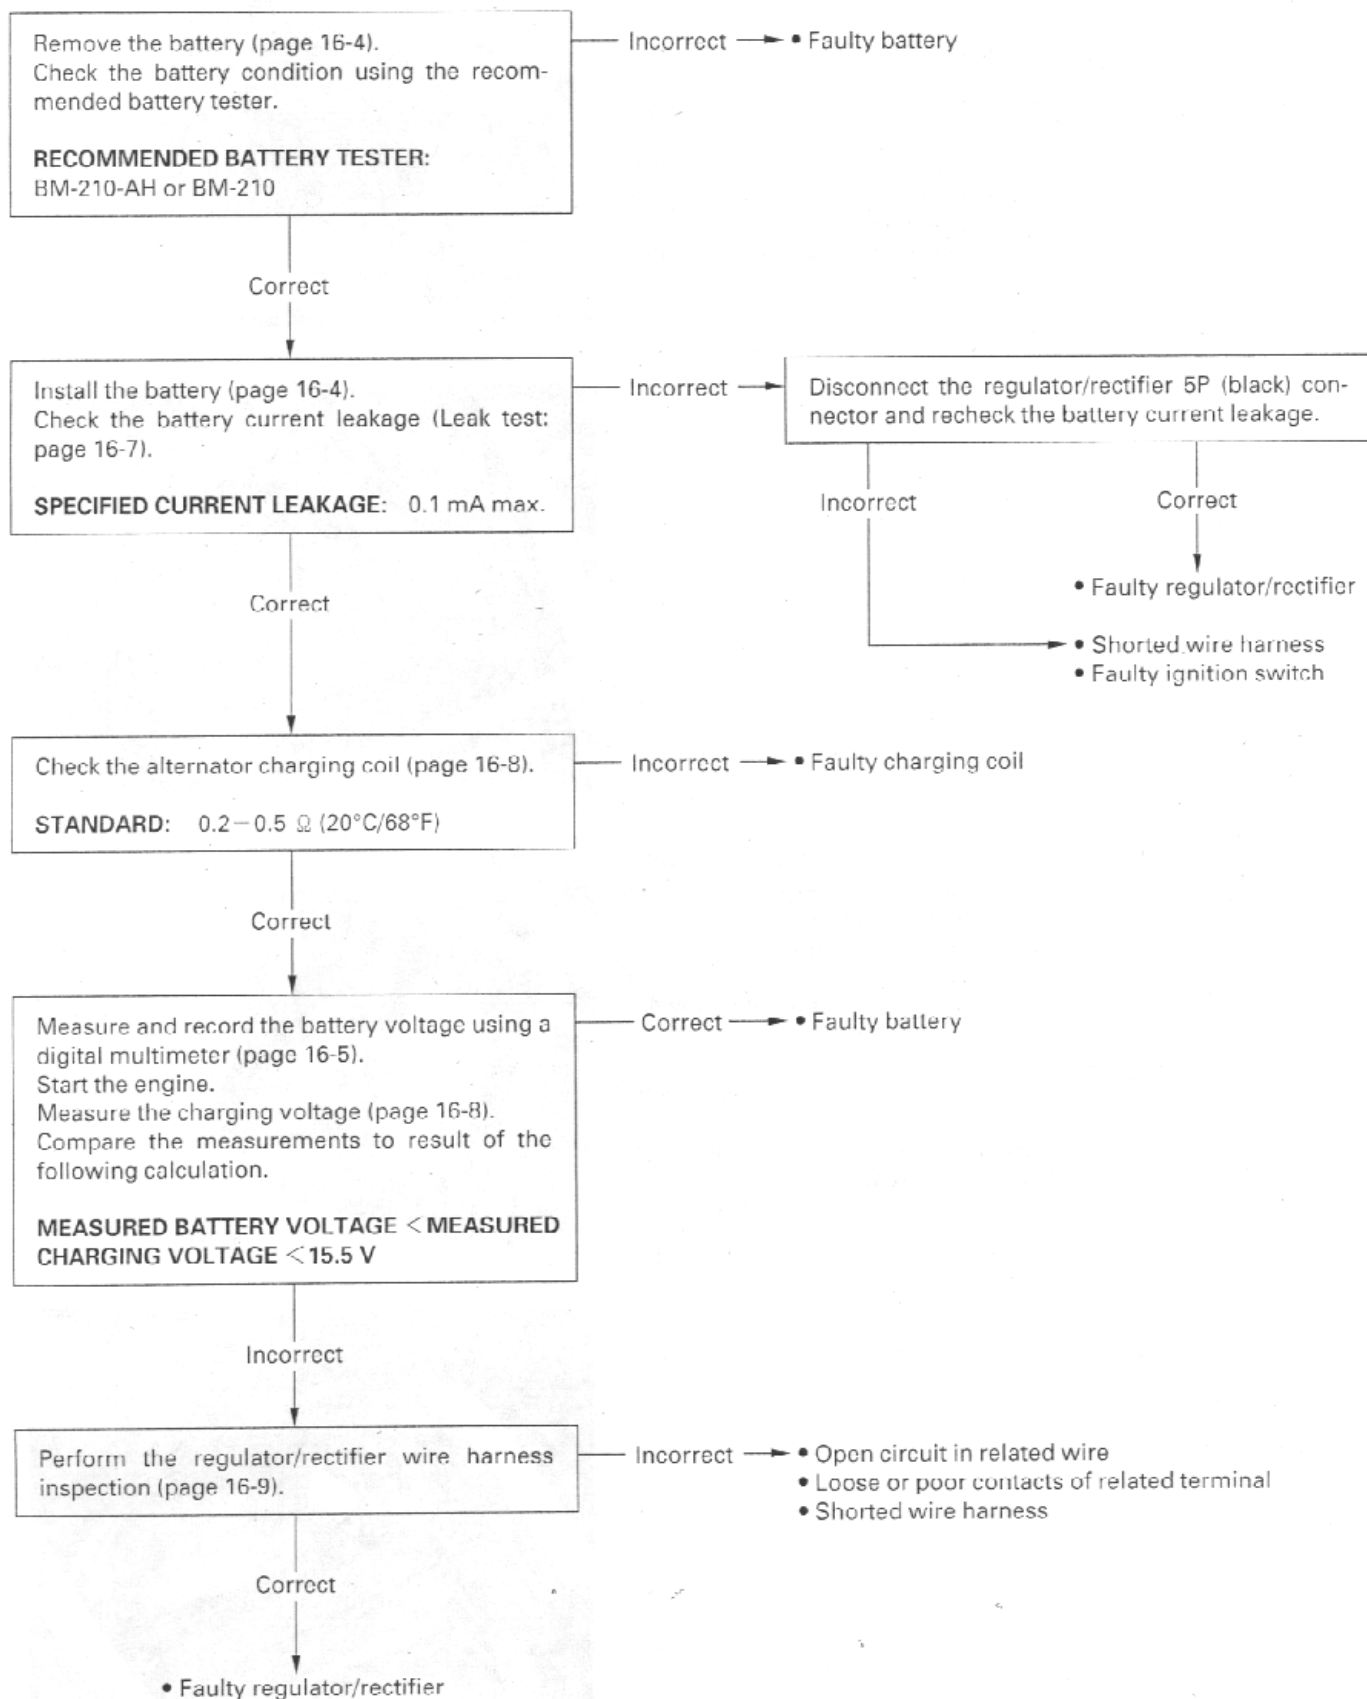 Remove the battery (page 16-4).
Check the battery condition using the recom-
mended battery tester.
RECOMMENDED BATTERY TESTER:
BM-210-AH or BM-210
Incorrect
• Faulty battery
Correct
Install the battery (page 16-4).
Check the battery current leakage (Leak test:
page 16-7).
SPECIFIED CURRENT LEAKAGE: 0.1 mA max.
Incorrect
Disconnect the regulator/rectifier 5P (black) con-
nector and recheck the battery current leakage.
Incorrect
Correct
• Faulty regulator/rectifier
• Shorted wire harness
• Faulty ignition switch
Correct
Check the alternator charging coil (page 16-8).
STANDARD: 0.2－0.5 Ω (20°C/68°F)
Incorrect
• Faulty charging coil
Correct
Measure and record the battery voltage using a
digital multimeter (page 16-5).
Start the engine.
Measure the charging voltage (page 16-8).
Compare the measurements to result of the
following calculation.
MEASURED BATTERY VOLTAGE < MEASURED
CHARGING VOLTAGE < 15.5 V
Correct
• Faulty battery
Incorrect
Perform the regulator/rectifier wire harness
inspection (page 16-9).
Incorrect
• Open circuit in related wire
• Loose or poor contacts of related terminal
• Shorted wire harness
Correct
• Faulty regulator/rectifier